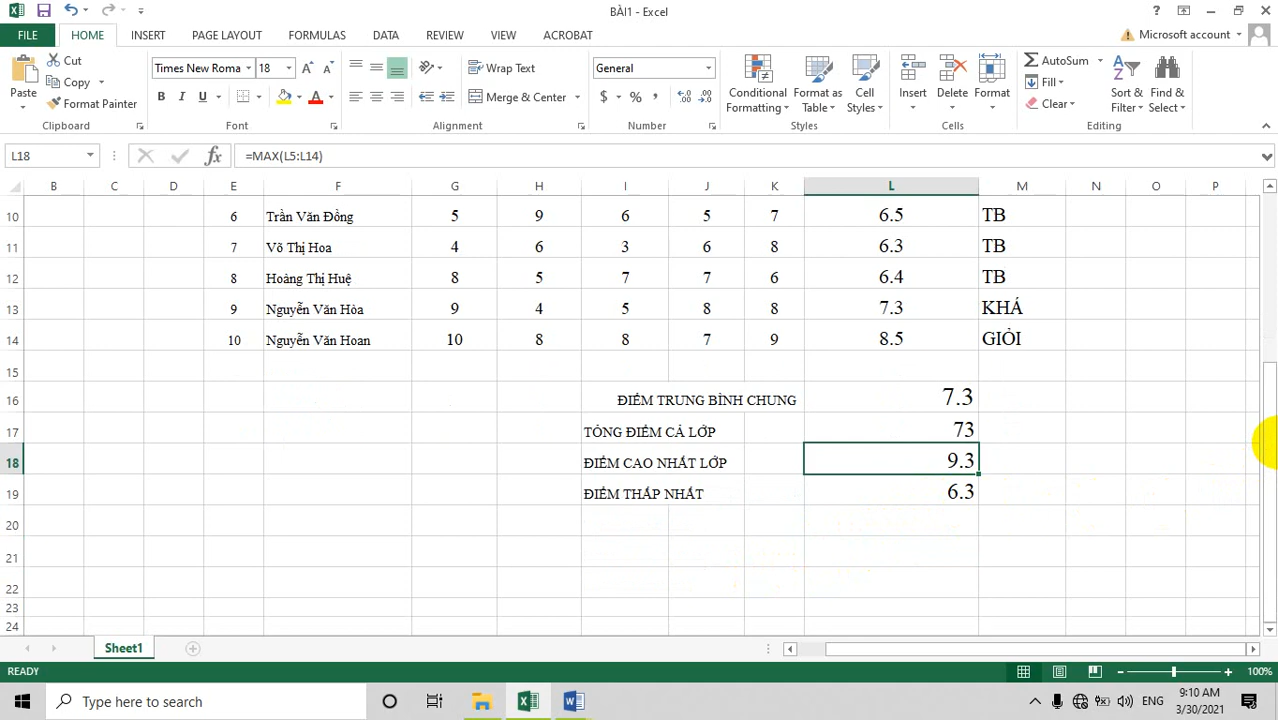 BÀI1 - Excel
?
FILE HOME INSERT PAGE LAYOUT FORMULAS DATA REVIEW VIEW ACROBAT Microsoft account
Paste Cut Copy Format Painter
Clipboard
Times New Roma 18
B I U
Font
Wrap Text
Merge & Center
Alignment
General
$ % ,
Number
Conditional Formatting
Format as Table
Cell Styles
Styles
Insert Delete Format
Cells
AutoSum
Fill
Clear
Sort & Filter
Find & Select
Editing
L18 fx =MAX(L5:L14)
B C D E F G H I J K L M N O P
10 6 Trần Văn Đồng 5 9 6 5 7 6.5 TB
11 7 Võ Thị Hoa 4 6 3 6 8 6.3 TB
12 8 Hoàng Thị Huệ 8 5 7 7 6 6.4 TB
13 9 Nguyễn Văn Hòa 9 4 5 8 8 7.3 KHÁ
14 10 Nguyễn Văn Hoan 10 8 8 7 9 8.5 GIỎI
15
16 ĐIỂM TRUNG BÌNH CHUNG 7.3
17 TỔNG ĐIỂM CẢ LỚP 73
18 ĐIỂM CAO NHẤT LỚP 9.3
19 ĐIỂM THẤP NHẤT 6.3
20
21
22
23
24
Sheet1
READY 100%
Type here to search ENG 9:10 AM
3/30/2021